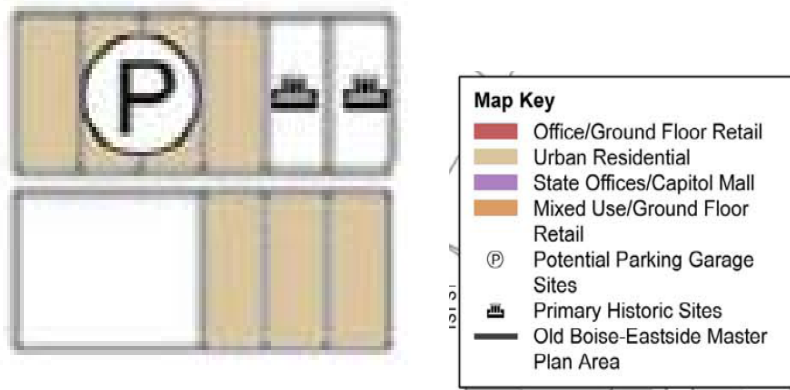 P
Map Key
Office/Ground Floor Retail
Urban Residential
State Offices/Capitol Mall
Mixed Use/Ground Floor
Retail
Ⓟ Potential Parking Garage
Sites
Primary Historic Sites
Old Boise-Eastside Master
Plan Area